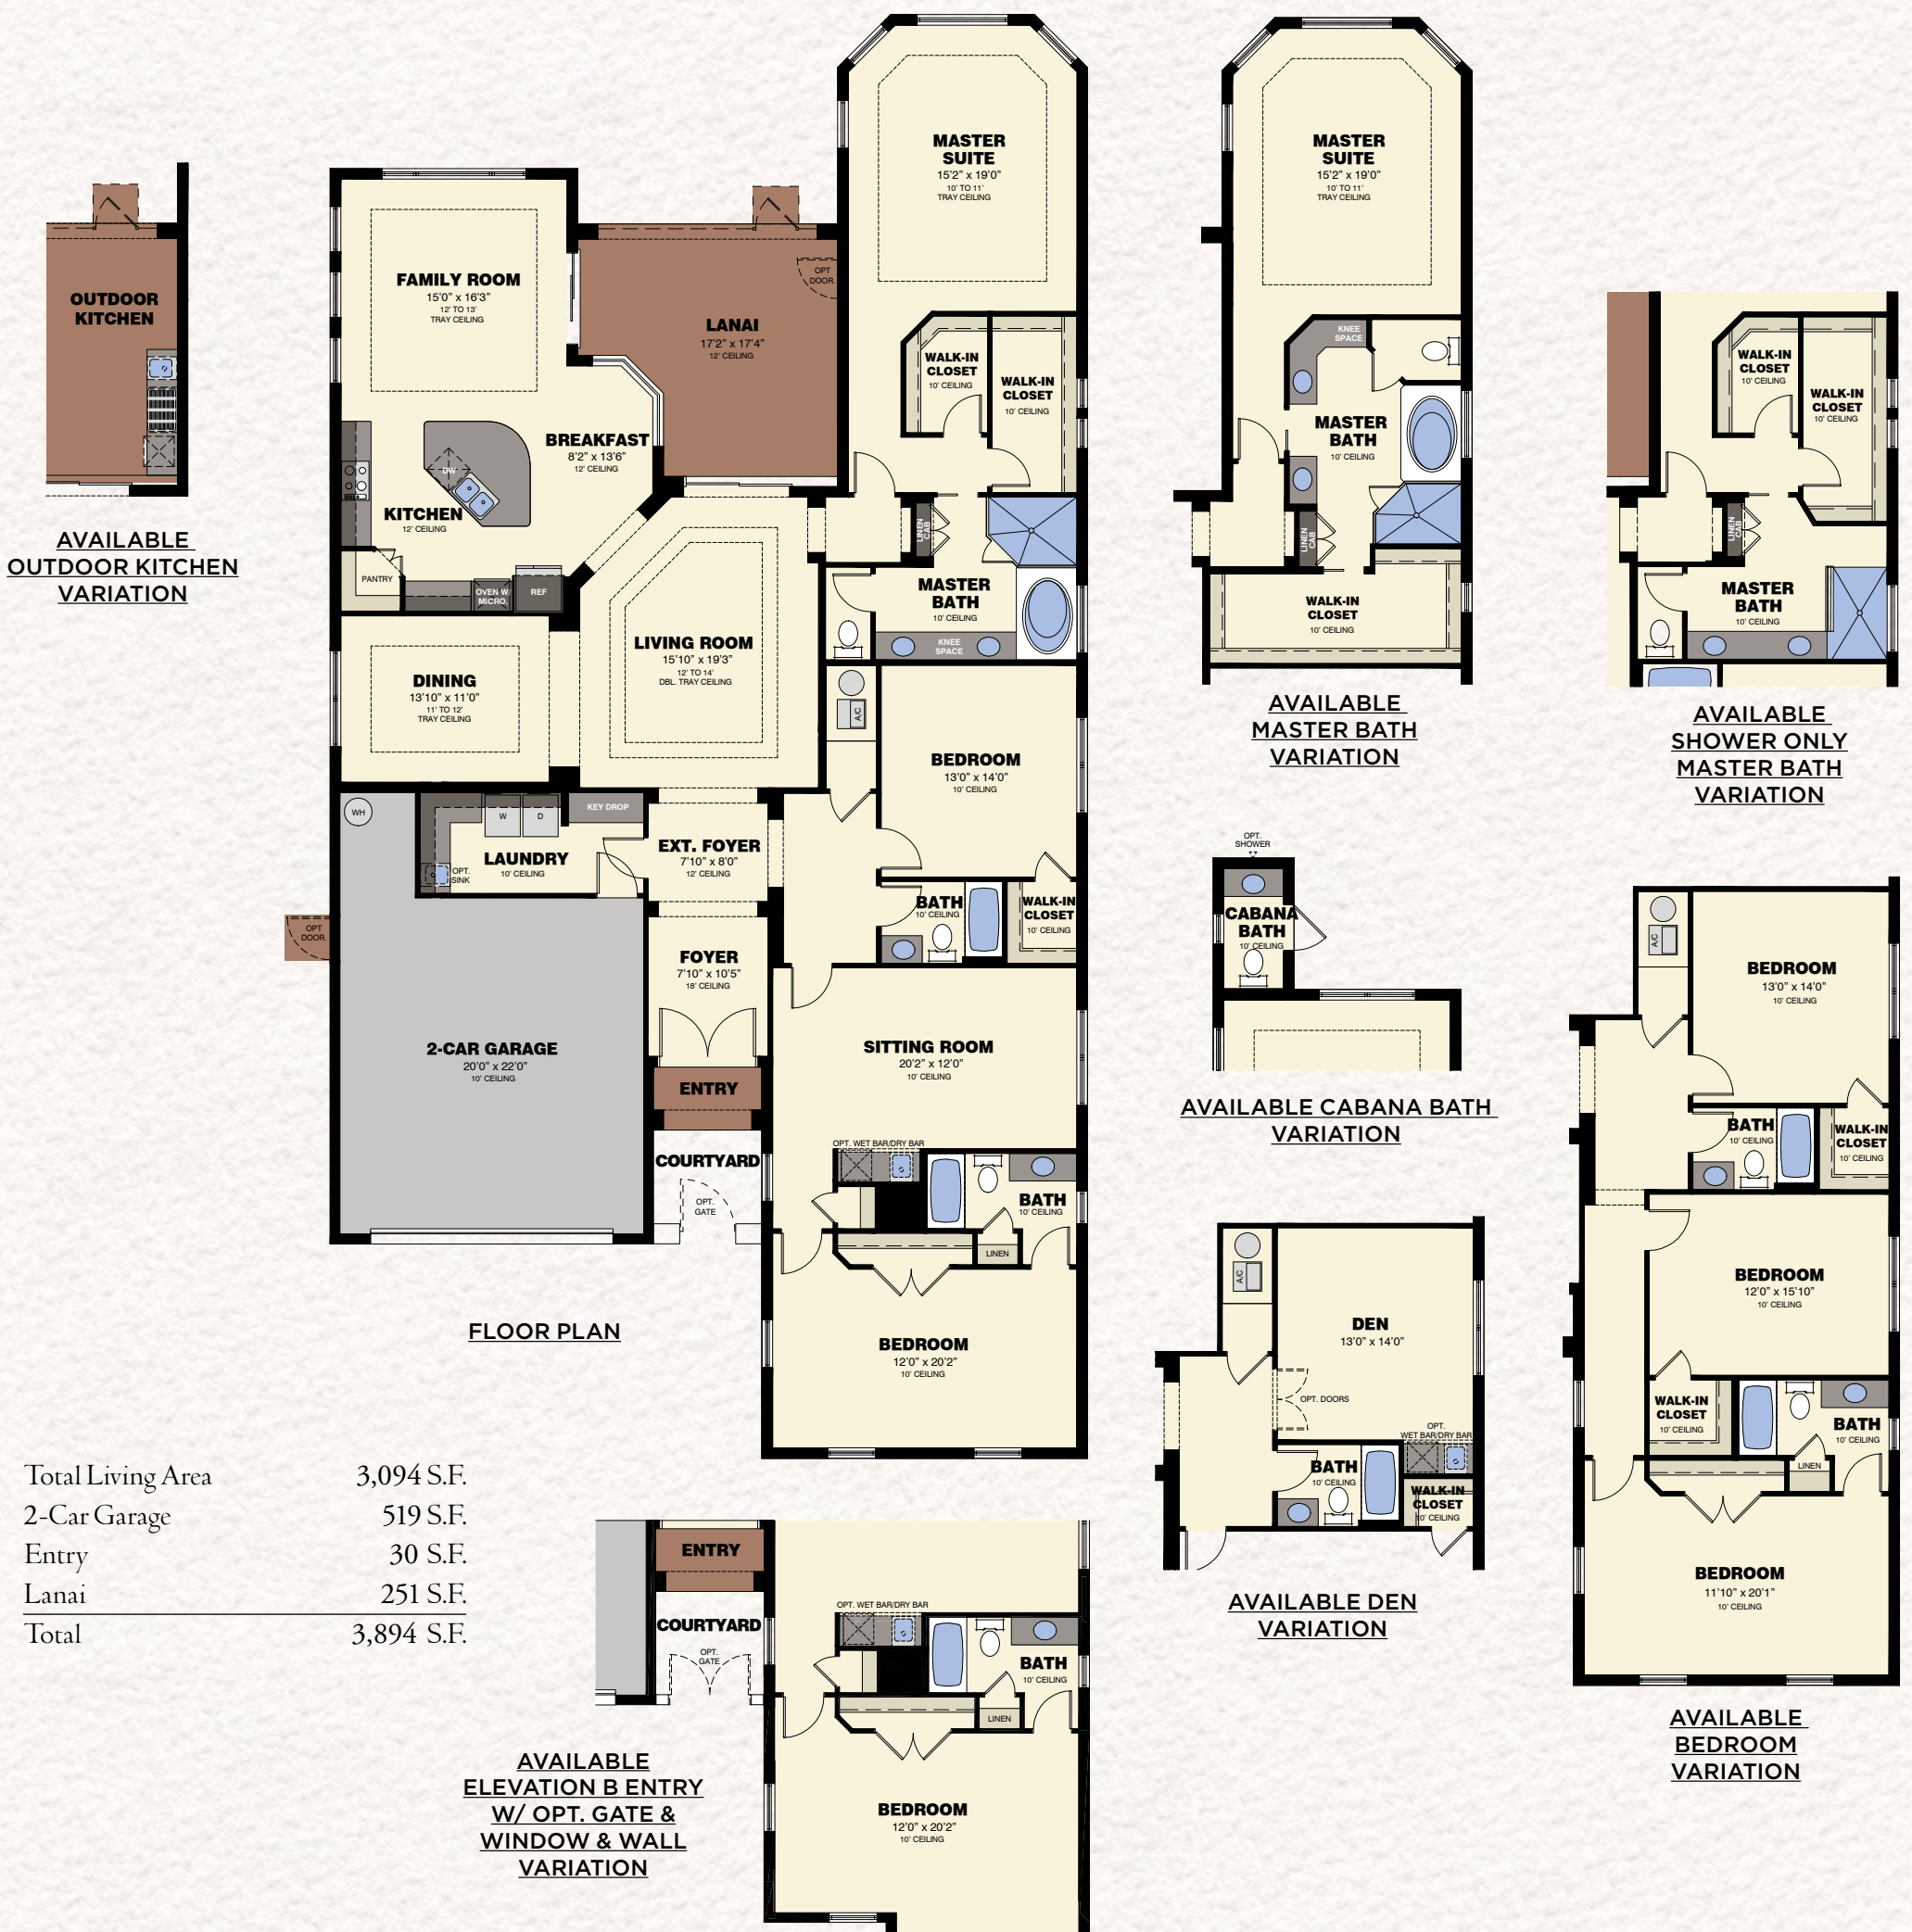 OUTDOOR
KITCHEN
AVAILABLE
OUTDOOR KITCHEN
VARIATION
FAMILY ROOM
15'0" x 16'3"
12' TO 13'
TRAY CEILING
LANAI
17'2" x 17'4"
12' CEILING
OPT
DOOR.
MASTER
SUITE
15'2" x 19'0"
10' TO 11'
TRAY CEILING
WALK-IN
CLOSET
10' CEILING
WALK-IN
CLOSET
10' CEILING
BREAKFAST
8'2" x 13'6"
12' CEILING
DW
KITCHEN
12' CEILING
PANTRY
OVEN W/
MICRO.
REF
LINEN
CAB
MASTER
BATH
10' CEILING
KNEE
SPACE
LIVING ROOM
15'10" x 19'3"
12' TO 14'
DBL. TRAY CEILING
DINING
13'10" x 11'0"
11' TO 12'
TRAY CEILING
A/C
BEDROOM
13'0" x 14'0"
10' CEILING
WH
W
D
KEY DROP
LAUNDRY
10' CEILING
OPT.
SINK
EXT. FOYER
7'10" x 8'0"
12' CEILING
BATH
10' CEILING
WALK-IN
CLOSET
10' CEILING
OPT
DOOR.
FOYER
7'10" x 10'5"
18' CEILING
2-CAR GARAGE
20'0" x 22'0"
10' CEILING
SITTING ROOM
20'2" x 12'0"
10' CEILING
ENTRY
OPT. WET BAR/DRY BAR
COURTYARD
OPT.
GATE
BATH
10' CEILING
LINEN
BEDROOM
12'0" x 20'2"
10' CEILING
FLOOR PLAN
MASTER
SUITE
15'2" x 19'0"
10' TO 11'
TRAY CEILING
KNEE
SPACE
MASTER
BATH
10' CEILING
LINEN
CAB
WALK-IN
CLOSET
10' CEILING
AVAILABLE
MASTER BATH
VARIATION
WALK-IN
CLOSET
10' CEILING
WALK-IN
CLOSET
10' CEILING
LINEN
CAB
MASTER
BATH
10' CEILING
AVAILABLE
SHOWER ONLY
MASTER BATH
VARIATION
OPT.
SHOWER
CABANA
BATH
10' CEILING
AVAILABLE CABANA BATH
VARIATION
A/C
DEN
13'0" x 14'0"
OPT. DOORS
OPT.
WET BAR/DRY BAR
BATH
10' CEILING
WALK-IN
CLOSET
10' CEILING
AVAILABLE DEN
VARIATION
A/C
BEDROOM
13'0" x 14'0"
10' CEILING
BATH
10' CEILING
WALK-IN
CLOSET
10' CEILING
BEDROOM
12'0" x 15'10"
10' CEILING
WALK-IN
CLOSET
10' CEILING
BATH
10' CEILING
LINEN
BEDROOM
11'10" x 20'1"
10' CEILING
AVAILABLE
BEDROOM
VARIATION
Total Living Area 3,094 S.F.
2-Car Garage 519 S.F.
Entry 30 S.F.
Lanai 251 S.F.
Total 3,894 S.F.
ENTRY
OPT. WET BAR/DRY BAR
COURTYARD
OPT.
GATE
BATH
10' CEILING
LINEN
BEDROOM
12'0" x 20'2"
10' CEILING
AVAILABLE
ELEVATION B ENTRY
W/ OPT. GATE &
WINDOW & WALL
VARIATION